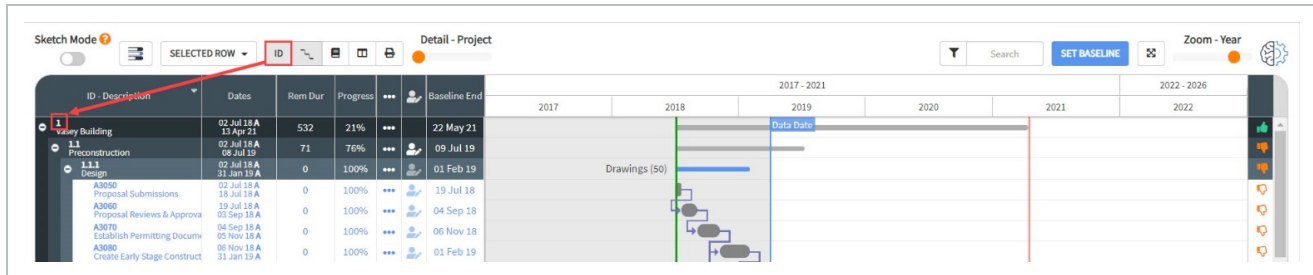 Sketch Mode ?
SELECTED ROW
ID
Detail - Project
Search
SET BASELINE
Zoom - Year
ID - Description
Dates
Rem Dur
Progress
•••
Baseline End
2017 - 2021
2022 - 2026
2017
2018
2019
2020
2021
2022
1
Vasey Building
02 Jul 18 A
13 Apr 21
532
21%
•••
22 May 21
Data Date
1.1
Preconstruction
02 Jul 18 A
08 Jul 19
71
76%
•••
09 Jul 19
1.1.1
Design
02 Jul 18 A
31 Jan 19 A
0
100%
•••
01 Feb 19
Drawings (50)
A3050
Proposal Submissions
02 Jul 18 A
18 Jul 18 A
0
100%
•••
19 Jul 18
A3060
Proposal Reviews & Approva
19 Jul 18 A
03 Sep 18 A
0
100%
•••
04 Sep 18
A3070
Establish Permitting Docume
04 Sep 18 A
05 Nov 18 A
0
100%
•••
06 Nov 18
A3080
Create Early Stage Construct
06 Nov 18 A
31 Jan 19 A
0
100%
•••
01 Feb 19